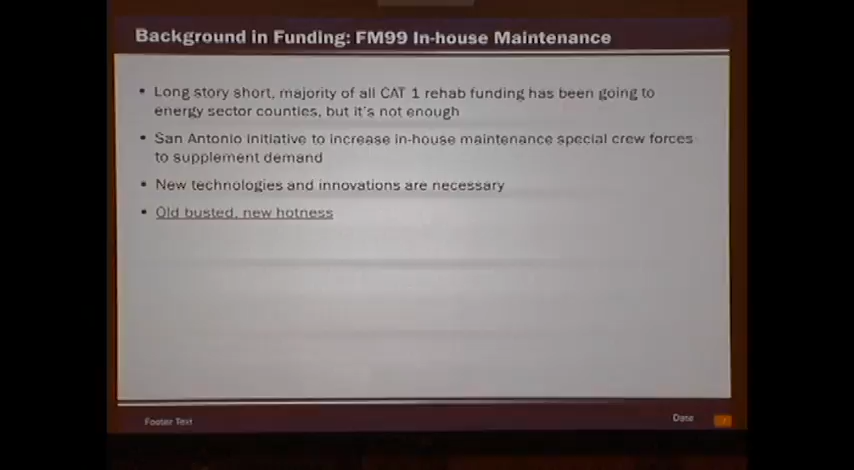 Background in Funding: FM99 In-house Maintenance
• Long story short, majority of all CAT 1 rehab funding has been going to
energy sector counties, but it's not enough
• San Antonio initiative to increase in-house maintenance special crew forces
to supplement demand
• New technologies and innovations are necessary
• Old busted, new hotness
Footer Text
Date